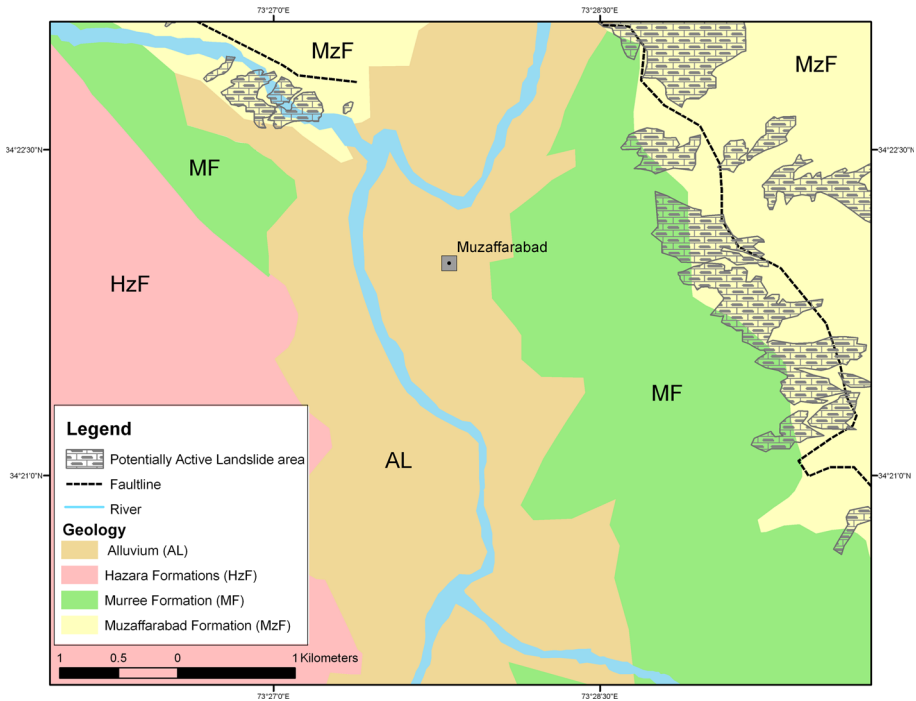 73°27'0"E
73°28'30"E
MzF
MzF
34°22'30"N
34°22'30"N
MF
Muzaffarabad
HzF
MF
AL
34°21'0"N
34°21'0"N
Legend
Potentially Active Landslide area
Faultline
River
Geology
Alluvium (AL)
Hazara Formations (HzF)
Murree Formation (MF)
Muzaffarabad Formation (MzF)
1 0.5 0 1 Kilometers
73°27'0"E
73°28'30"E